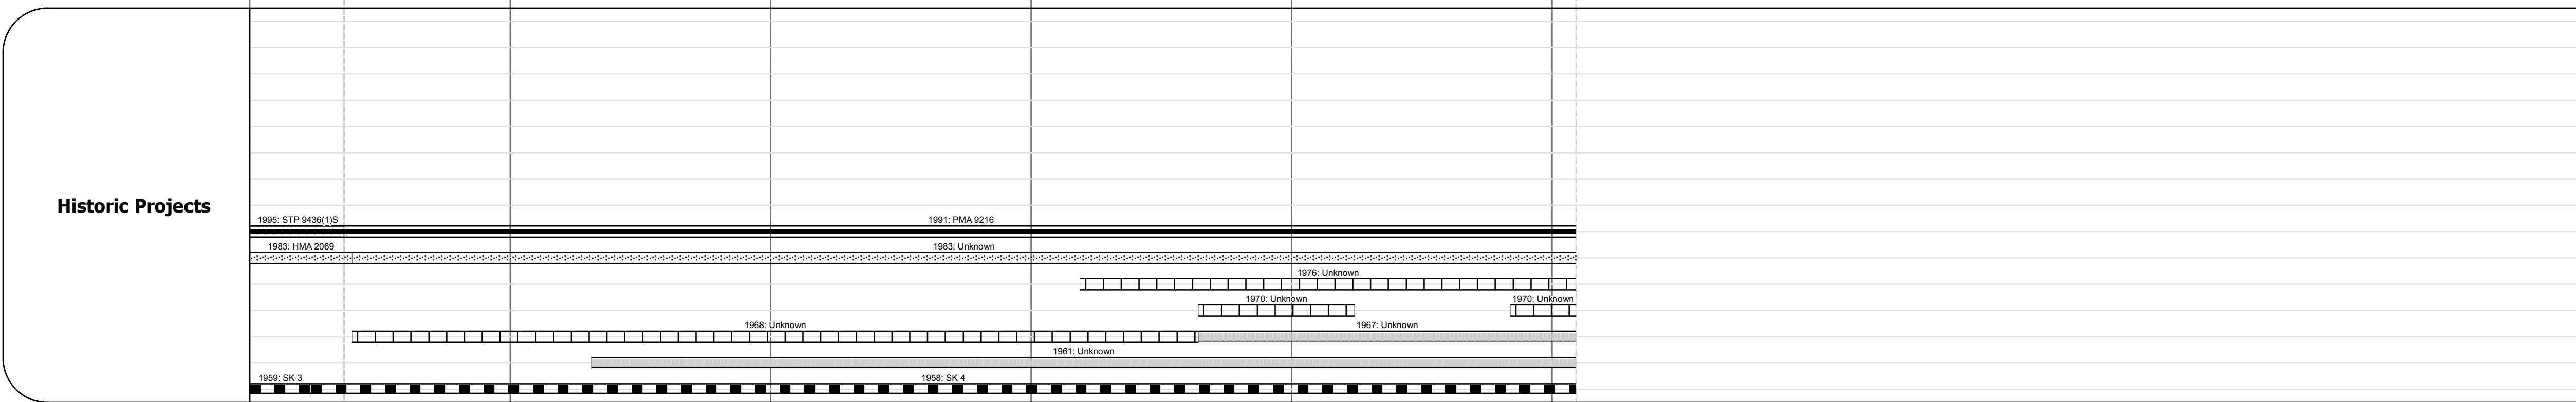 Historic Projects
1995: STP 9436(1)S
1991: PMA 9216
1983: HMA 2069
1983: Unknown
1976: Unknown
1970: Unknown
1970: Unknown
1968: Unknown
1967: Unknown
1961: Unknown
1959: SK 3
1958: SK 4